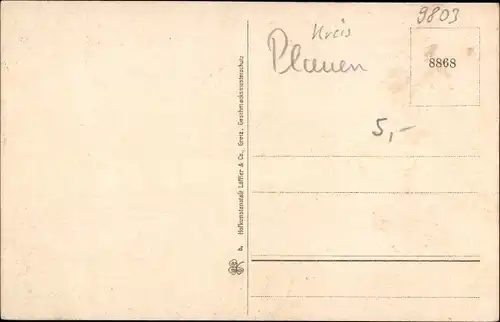 9803
Kreis
Plauen
8868
5,-
A Hofkunstanstalt Löffler & Co., Greiz. Geschmacksmusterschutz